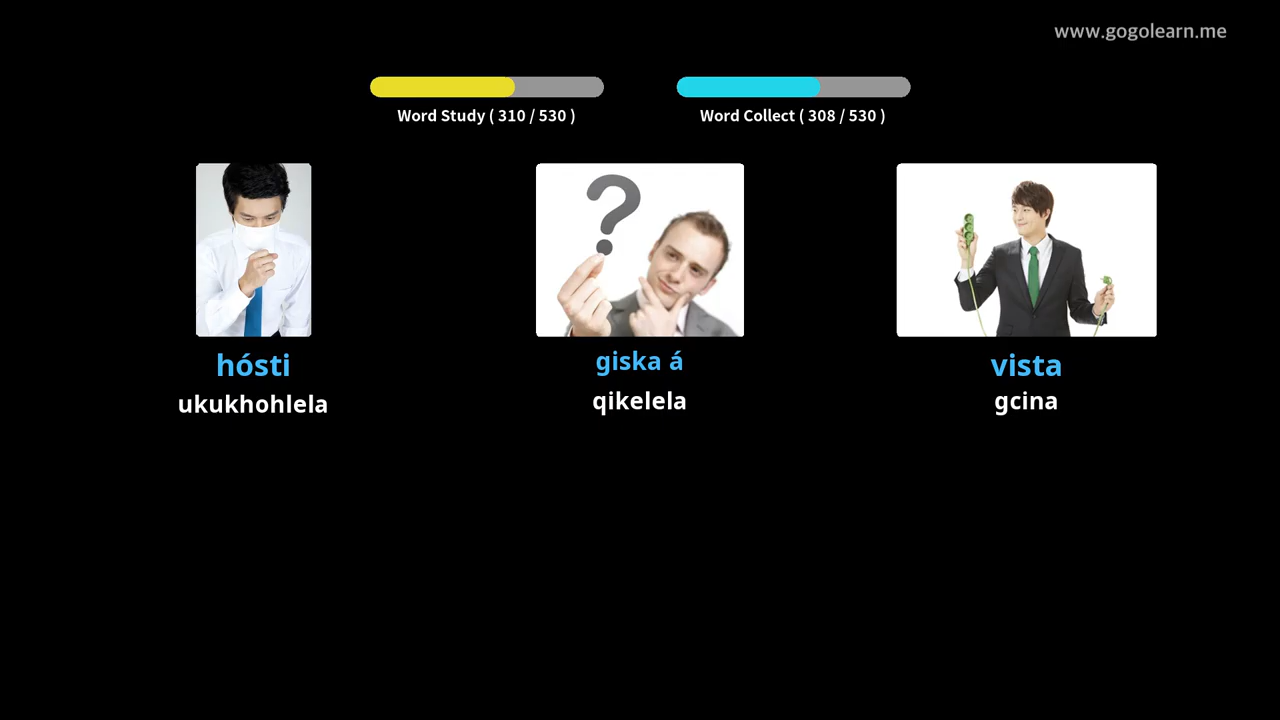 www.gogolearn.me
Word Study ( 310 / 530 )
Word Collect ( 308 / 530 )
hósti
ukukhohlela
giska á
qikelela
vista
gcina